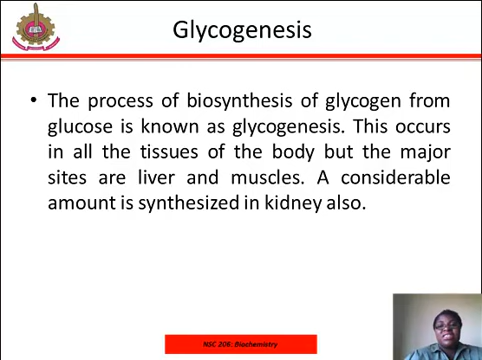 Glycogenesis
• The process of biosynthesis of glycogen from
glucose is known as glycogenesis. This occurs
in all the tissues of the body but the major
sites are liver and muscles. A considerable
amount is synthesized in kidney also.
NSC 206: Biochemistry